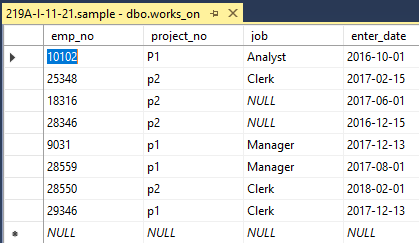 219A-I-11-21.sample - dbo.works_on
emp_no project_no job enter_date
10102 P1 Analyst 2016-10-01
25348 p2 Clerk 2017-02-15
18316 p2 NULL 2017-06-01
28346 p2 NULL 2016-12-15
9031 p1 Manager 2017-12-13
28559 p1 Manager 2017-08-01
28550 p2 Clerk 2018-02-01
29346 p1 Clerk 2017-12-13
NULL NULL NULL NULL